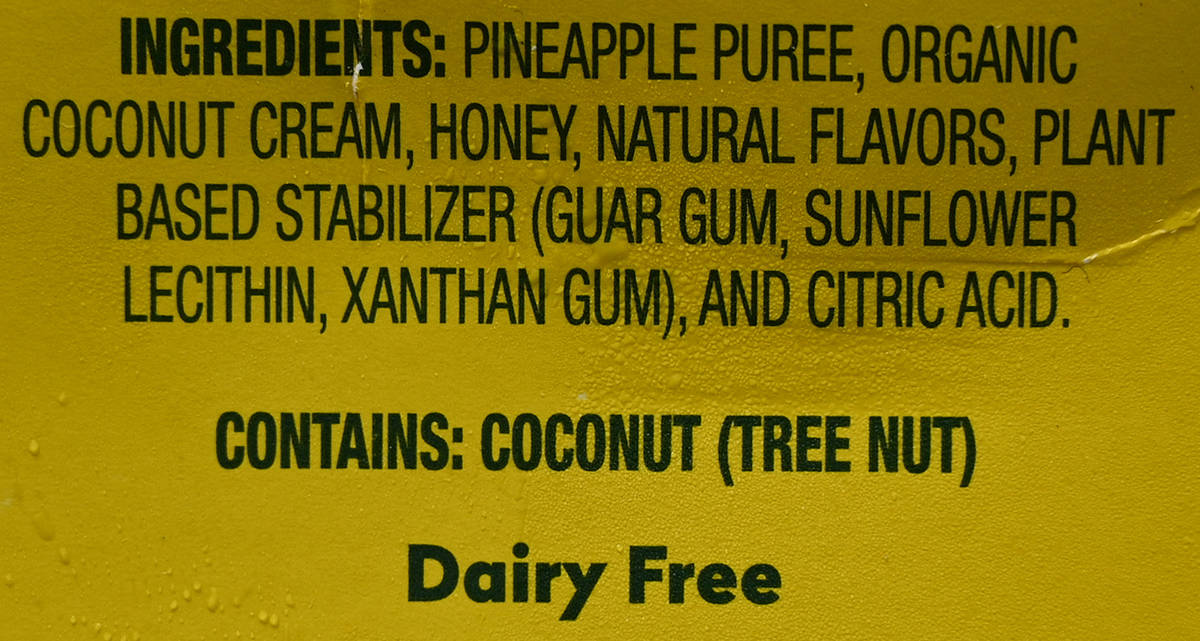 INGREDIENTS: PINEAPPLE PUREE, ORGANIC
COCONUT CREAM, HONEY, NATURAL FLAVORS, PLANT
BASED STABILIZER (GUAR GUM, SUNFLOWER
LECITHIN, XANTHAN GUM), AND CITRIC ACID.
CONTAINS: COCONUT (TREE NUT)
Dairy Free